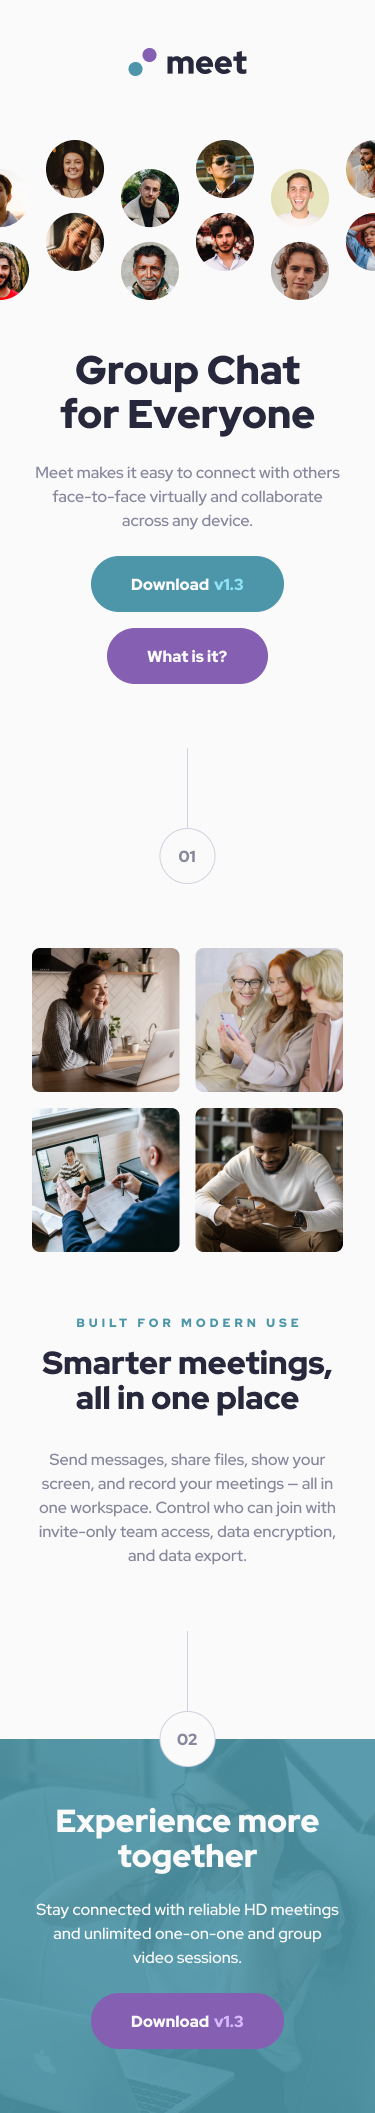 meet
Group Chat
for Everyone
Meet makes it easy to connect with others
face-to-face virtually and collaborate
across any device.
Download v1.3
What is it?
01
BUILT FOR MODERN USE
Smarter meetings,
all in one place
Send messages, share files, show your
screen, and record your meetings — all in
one workspace. Control who can join with
invite-only team access, data encryption,
and data export.
02
Experience more
together
Stay connected with reliable HD meetings
and unlimited one-on-one and group
video sessions.
Download v1.3